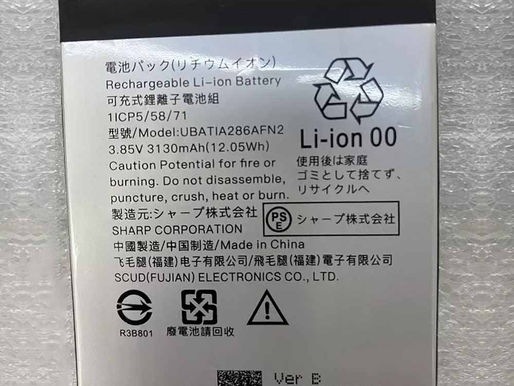 電池パック(リチウムイオン)
Rechargeable Li-ion Battery
可充式鋰離子電池組
1ICP5/58/71
型號/Model:UBATIA286AFN2
3.85V 3130mAh(12.05Wh)
Caution Potential for fire or
burning. Do not disassemble,
puncture, crush, heat or burn.
製造元:シャープ株式会社
SHARP CORPORATION
中國製造/中国制造/Made in China
飞毛腿(福建)电子有限公司/飛毛腿(福建)電子有限公司
SCUD(FUJIAN) ELECTRONICS CO., LTD.
Li-ion 00
使用後は家庭
ゴミとして捨てず、
リサイクルへ
PSE シャープ株式会社
R3B801
廢電池請回收
Ver B